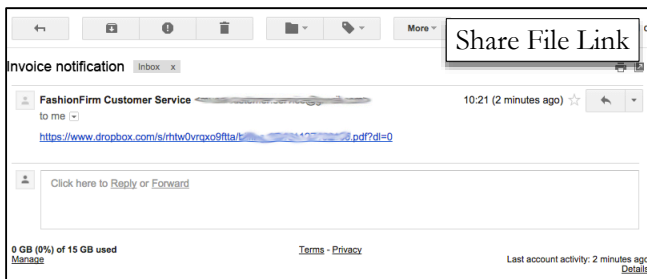 More
Share File Link
Invoice notification Inbox x
FashionFirm Customer Service
10:21 (2 minutes ago)
to me
https://www.dropbox.com/s/rhtw0vrqxo9ftta/ .pdf?dl=0
Click here to Reply or Forward
0 GB (0%) of 15 GB used
Manage
Terms - Privacy
Last account activity: 2 minutes ago
Details